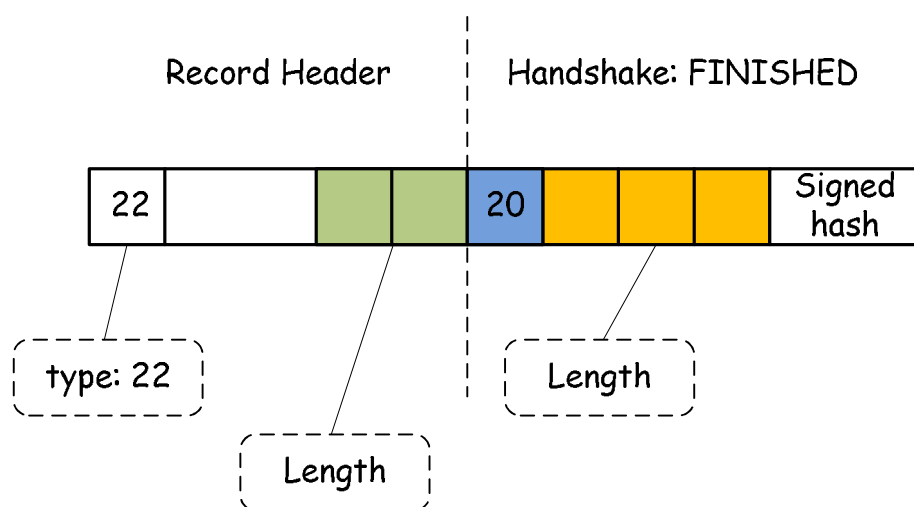 Record Header
Handshake: FINISHED
22
20
Signed
hash
type: 22
Length
Length